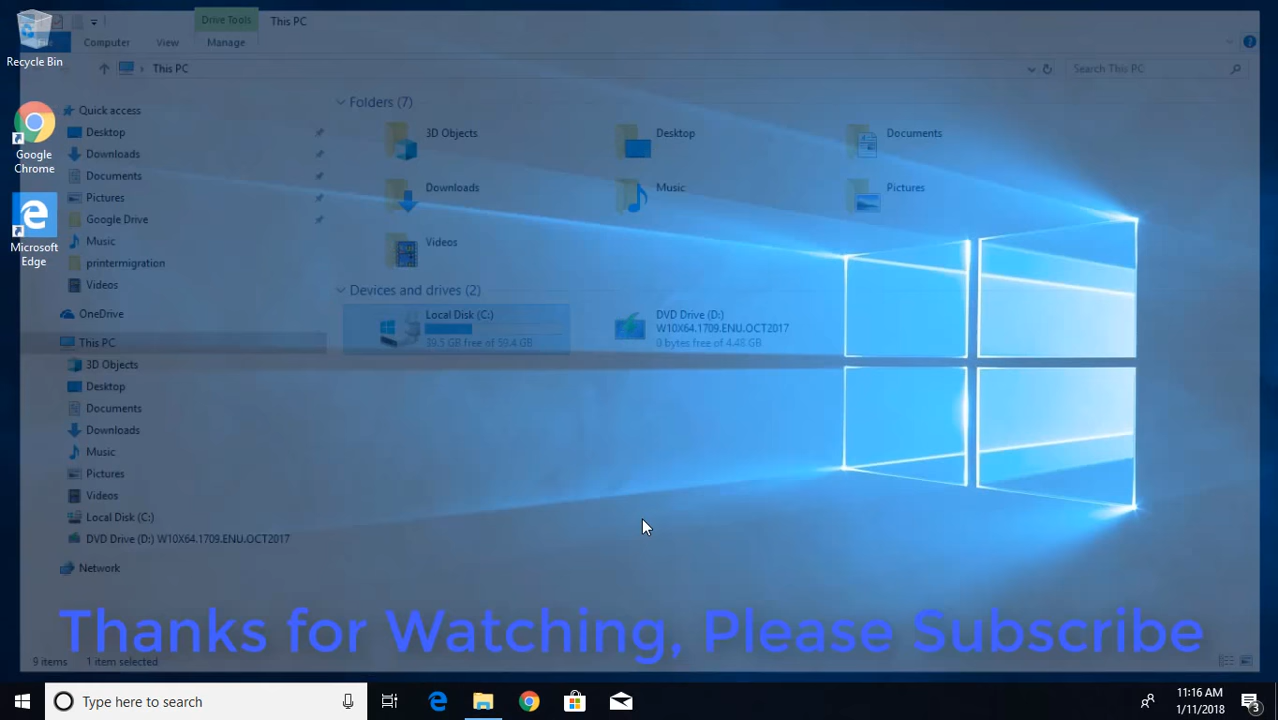 Drive Tools
This PC
File
Computer
View
Manage
This PC
Search This PC
Recycle Bin
Google
Chrome
Microsoft
Edge
Quick access
Desktop
Downloads
Documents
Pictures
Google Drive
Music
printermigration
Videos
OneDrive
This PC
3D Objects
Desktop
Documents
Downloads
Music
Pictures
Videos
Local Disk (C:)
DVD Drive (D:) W10X64.1709.ENU.OCT2017
Network
Folders (7)
3D Objects
Desktop
Documents
Downloads
Music
Pictures
Videos
Devices and drives (2)
Local Disk (C:)
39.5 GB free of 59.4 GB
DVD Drive (D:)
W10X64.1709.ENU.OCT2017
0 bytes free of 4.48 GB
Thanks for Watching, Please Subscribe
9 items
1 item selected
Type here to search
11:16 AM
1/11/2018
3